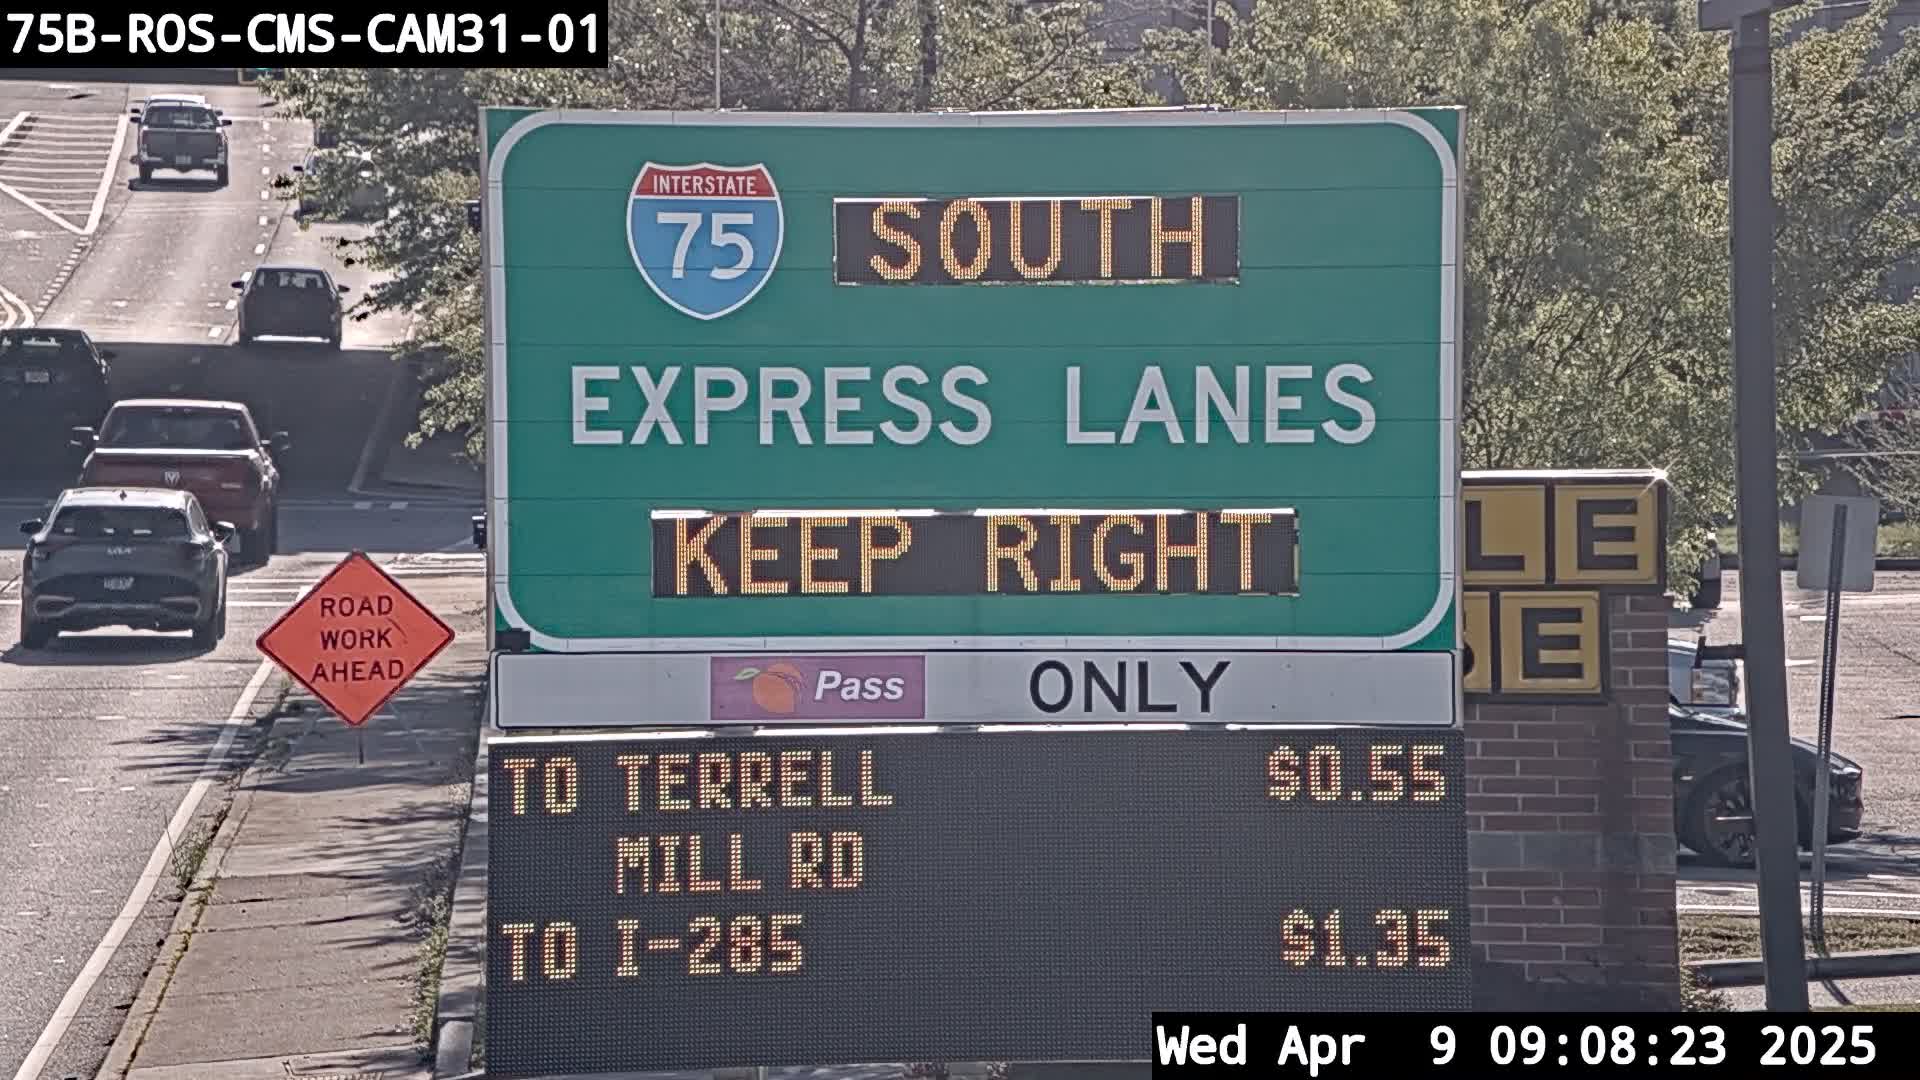 75B-ROS-CMS-CAM31-01
INTERSTATE
75
SOUTH
EXPRESS LANES
KEEP RIGHT
Pass ONLY
TO TERRELL $0.55
MILL RD
TO I-285 $1.35
ROAD
WORK
AHEAD
LE
E
KIA
Wed Apr 9 09:08:23 2025